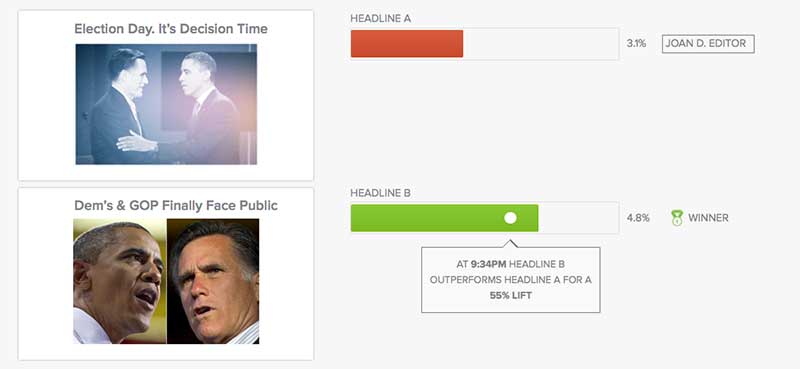 Election Day. It's Decision Time
HEADLINE A
3.1%
JOAN D. EDITOR
Dem's & GOP Finally Face Public
HEADLINE B
4.8%
WINNER
AT 9:34PM HEADLINE B
OUTPERFORMS HEADLINE A FOR A
55% LIFT